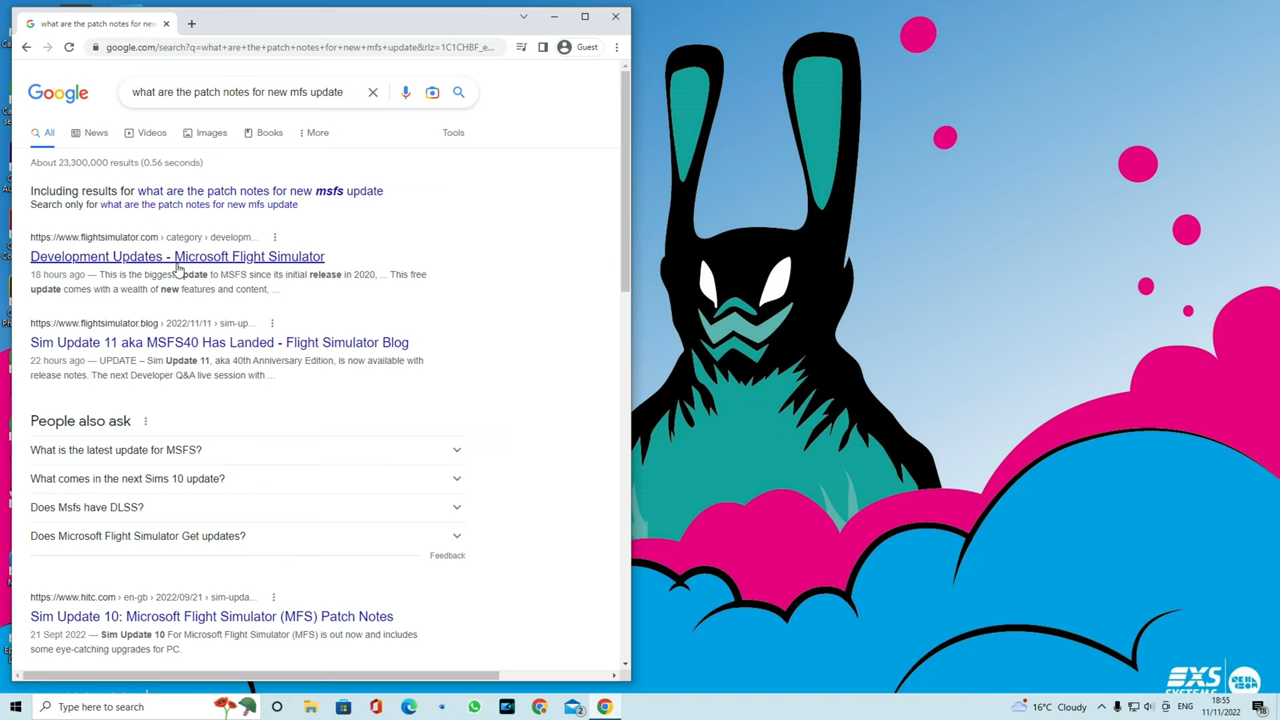 what are the patch notes for new
google.com/search?q=what+are+the+patch+notes+for+new+mfs+update&rlz=1C1CHBF_e...
Guest
Google
what are the patch notes for new mfs update
All
News
Videos
Images
Books
More
Tools
About 23,300,000 results (0.56 seconds)
Including results for what are the patch notes for new msfs update
Search only for what are the patch notes for new mfs update
https://www.flightsimulator.com › category › developm...
Development Updates - Microsoft Flight Simulator
18 hours ago — This is the biggest update to MSFS since its initial release in 2020, ... This free
update comes with a wealth of new features and content, ...
https://www.flightsimulator.blog › 2022/11/11 › sim-up...
Sim Update 11 aka MSFS40 Has Landed - Flight Simulator Blog
22 hours ago — UPDATE – Sim Update 11, aka 40th Anniversary Edition, is now available with
release notes. The next Developer Q&A live session with ...
People also ask
What is the latest update for MSFS?
What comes in the next Sims 10 update?
Does Msfs have DLSS?
Does Microsoft Flight Simulator Get updates?
Feedback
https://www.hitc.com › en-gb › 2022/09/21 › sim-upda...
Sim Update 10: Microsoft Flight Simulator (MFS) Patch Notes
21 Sept 2022 — Sim Update 10 For Microsoft Flight Simulator (MFS) is out now and includes
some eye-catching upgrades for PC.
EXS
SYSTEMS
Type here to search
2
16°C Cloudy
ENG
18:55
11/11/2022
18